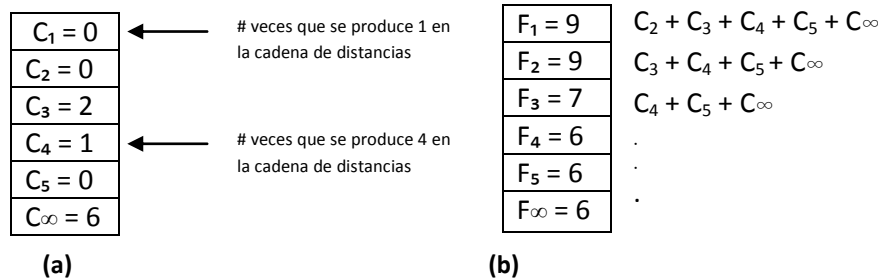 C₁ = 0
C₂ = 0
C₃ = 2
C₄ = 1
C₅ = 0
C∞ = 6
# veces que se produce 1 en
la cadena de distancias
# veces que se produce 4 en
la cadena de distancias
(a)
F₁ = 9
F₂ = 9
F₃ = 7
F₄ = 6
F₅ = 6
F∞ = 6
C₂ + C₃ + C₄ + C₅ + C∞
C₃ + C₄ + C₅ + C∞
C₄ + C₅ + C∞
.
.
.
(b)